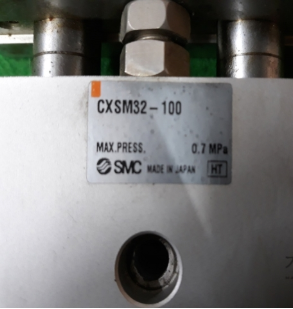 CXSM32-100
MAX.PRESS. 0.7 MPa
SMC MADE IN JAPAN HT